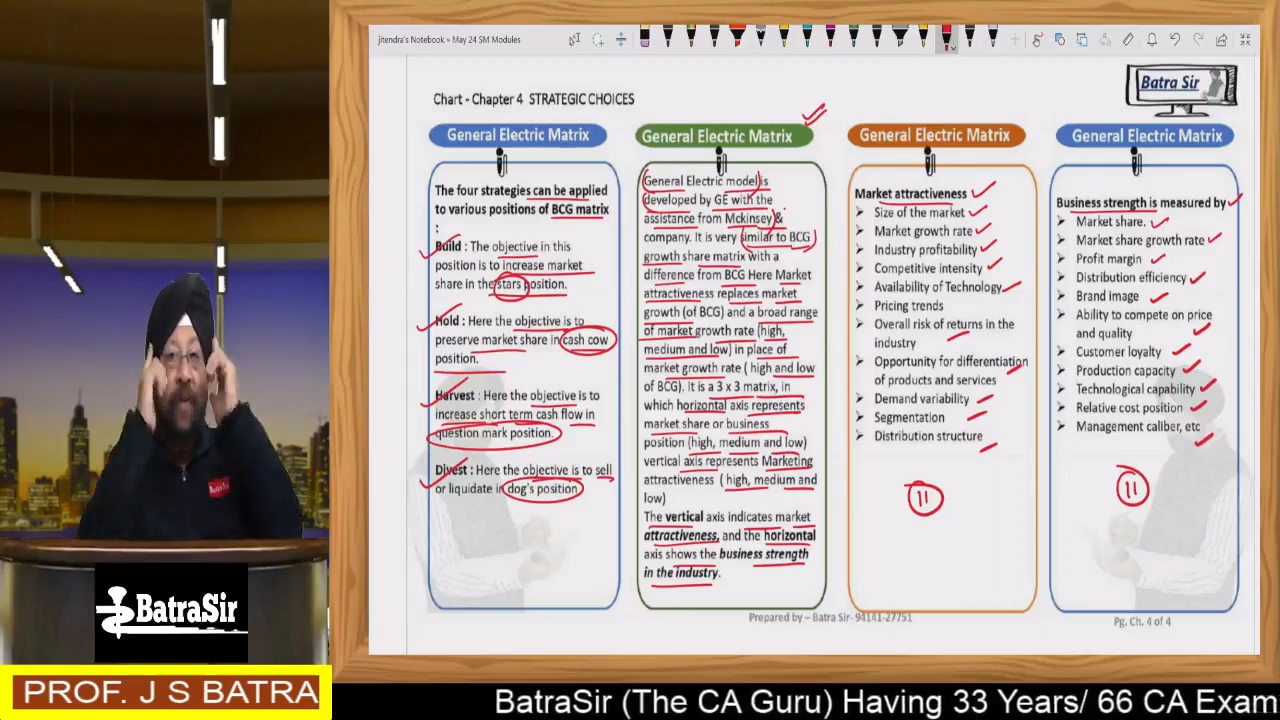 jitendra's Notebook » May 24 SM Modules
Batra Sir
Chart - Chapter 4 STRATEGIC CHOICES
General Electric Matrix
The four strategies can be applied
to various positions of BCG matrix
:
Build : The objective in this
position is to increase market
share in the stars position.
Hold : Here the objective is to
preserve market share in cash cow
position.
Harvest : Here the objective is to
increase short term cash flow in
question mark position.
Divest : Here the objective is to sell
or liquidate in dog's position
General Electric Matrix
General Electric model is
developed by GE with the
assistance from Mckinsey &
company. It is very similar to BCG
growth share matrix with a
difference from BCG Here Market
attractiveness replaces market
growth (of BCG) and a broad range
of market growth rate (high,
medium and low) in place of
market growth rate ( high and low
of BCG). It is a 3 x 3 matrix, in
which horizontal axis represents
market share or business
position (high, medium and low)
vertical axis represents Marketing
attractiveness ( high, medium and
low)
The vertical axis indicates market
attractiveness, and the horizontal
axis shows the business strength
in the industry.
General Electric Matrix
Market attractiveness
Size of the market
Market growth rate
Industry profitability
Competitive intensity
Availability of Technology
Pricing trends
Overall risk of returns in the
industry
Opportunity for differentiation
of products and services
Demand variability
Segmentation
Distribution structure
11
General Electric Matrix
Business strength is measured by
Market share.
Market share growth rate
Profit margin
Distribution efficiency
Brand image
Ability to compete on price
and quality
Customer loyalty
Production capacity
Technological capability
Relative cost position
Management caliber, etc
11
Prepared by – Batra Sir- 94141-27751
Pg. Ch. 4 of 4
BatraSir
PROF. J S BATRA
BatraSir (The CA Guru) Having 33 Years/ 66 CA Exam